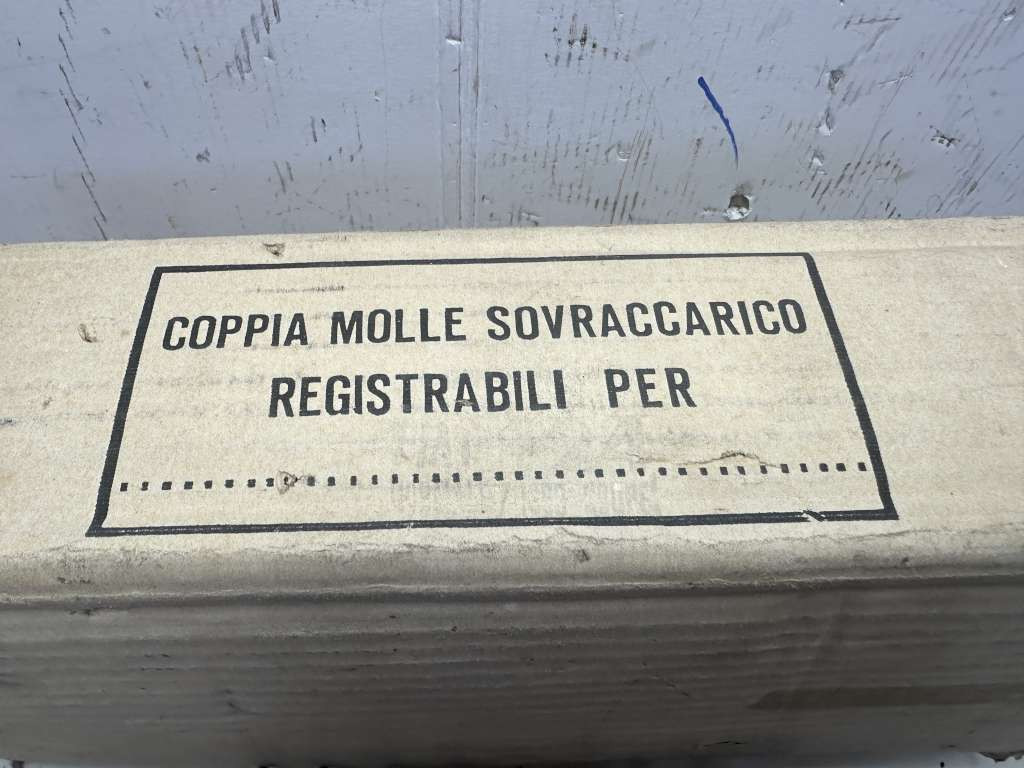 COPPIA MOLLE SOVRACCARICO
REGISTRABILI PER